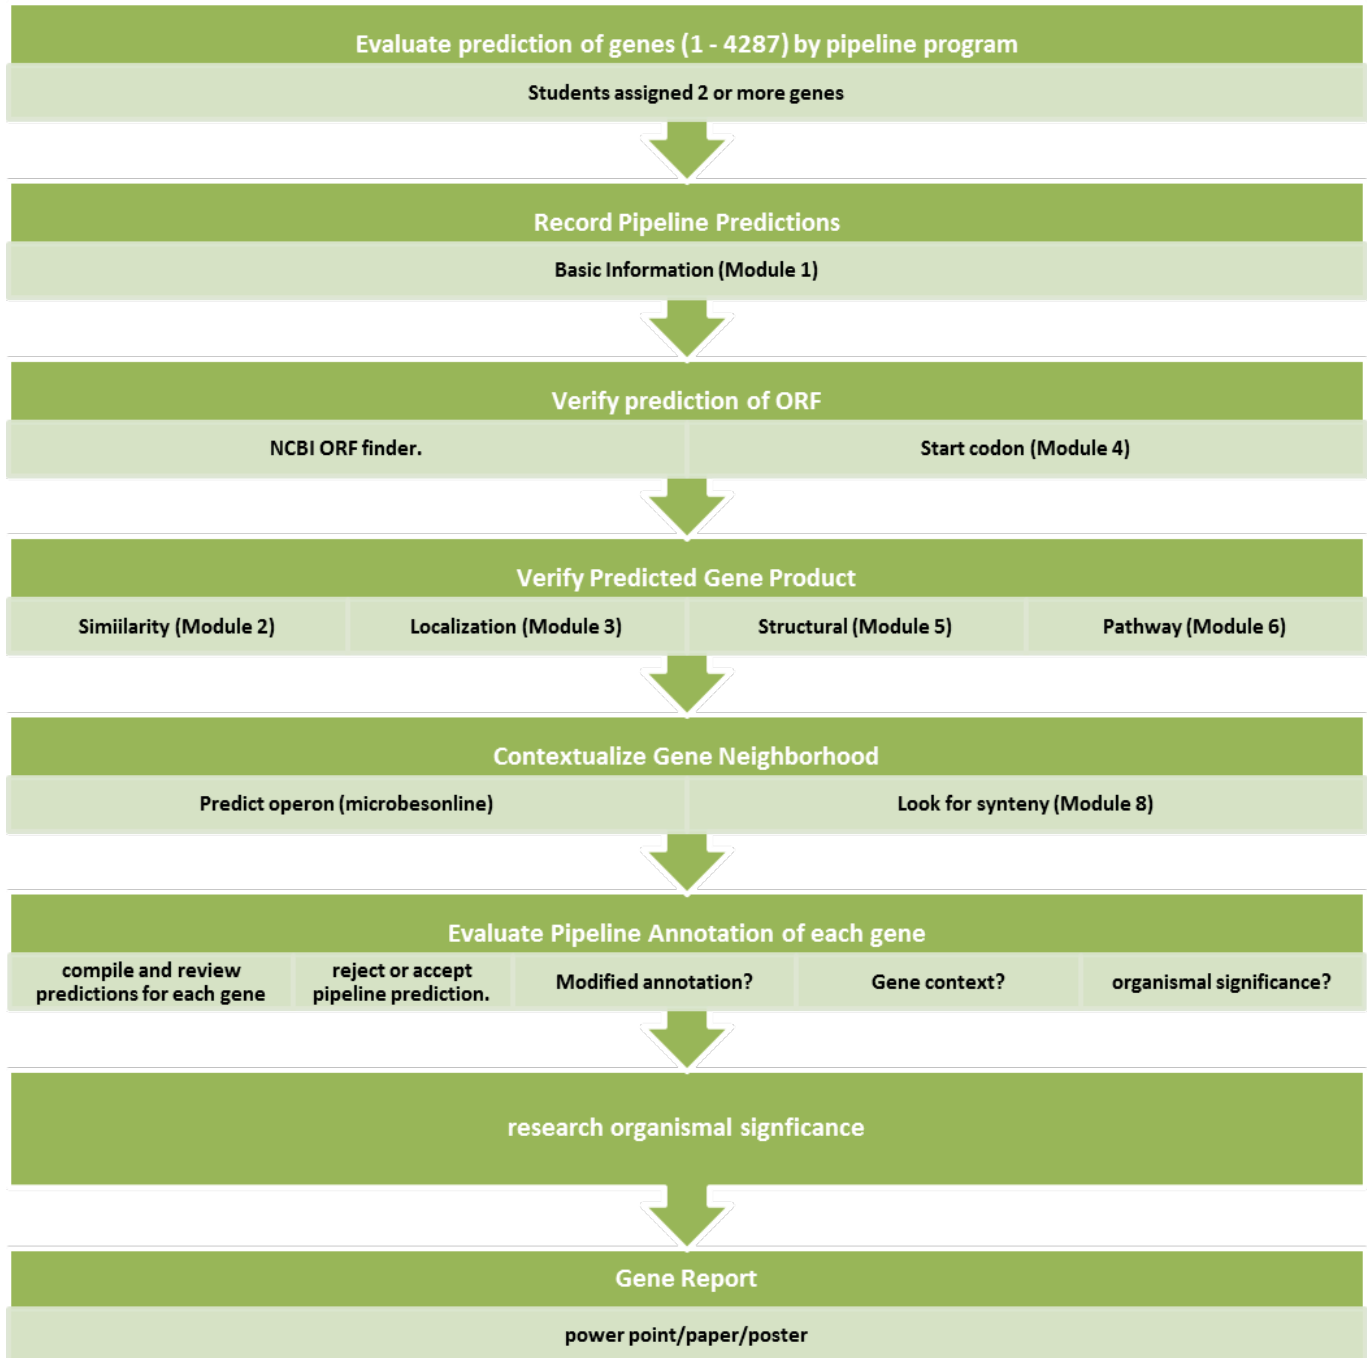 Evaluate prediction of genes (1 - 4287) by pipeline program
Students assigned 2 or more genes
Record Pipeline Predictions
Basic Information (Module 1)
Verify prediction of ORF
NCBI ORF finder.
Start codon (Module 4)
Verify Predicted Gene Product
Simiilarity (Module 2)
Localization (Module 3)
Structural (Module 5)
Pathway (Module 6)
Contextualize Gene Neighborhood
Predict operon (microbesonline)
Look for synteny (Module 8)
Evaluate Pipeline Annotation of each gene
compile and review
predictions for each gene
reject or accept
pipeline prediction.
Modified annotation?
Gene context?
organismal significance?
research organismal signficance
Gene Report
power point/paper/poster